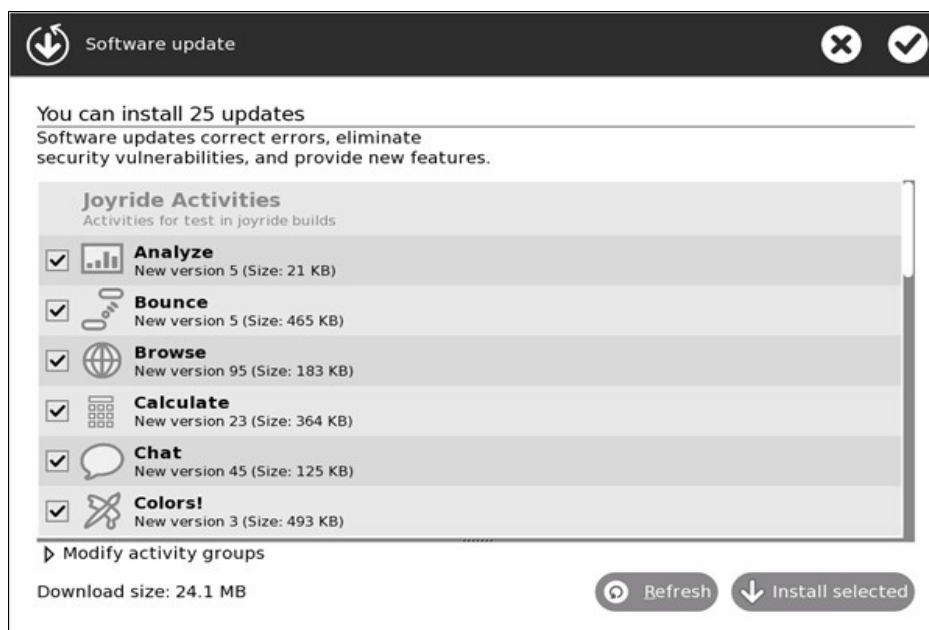 Software update
You can install 25 updates
Software updates correct errors, eliminate
security vulnerabilities, and provide new features.
Joyride Activities
Activities for test in joyride builds
Analyze
New version 5 (Size: 21 KB)
Bounce
New version 5 (Size: 465 KB)
Browse
New version 95 (Size: 183 KB)
Calculate
New version 23 (Size: 364 KB)
Chat
New version 45 (Size: 125 KB)
Colors!
New version 3 (Size: 493 KB)
Modify activity groups
Download size: 24.1 MB
Refresh
Install selected